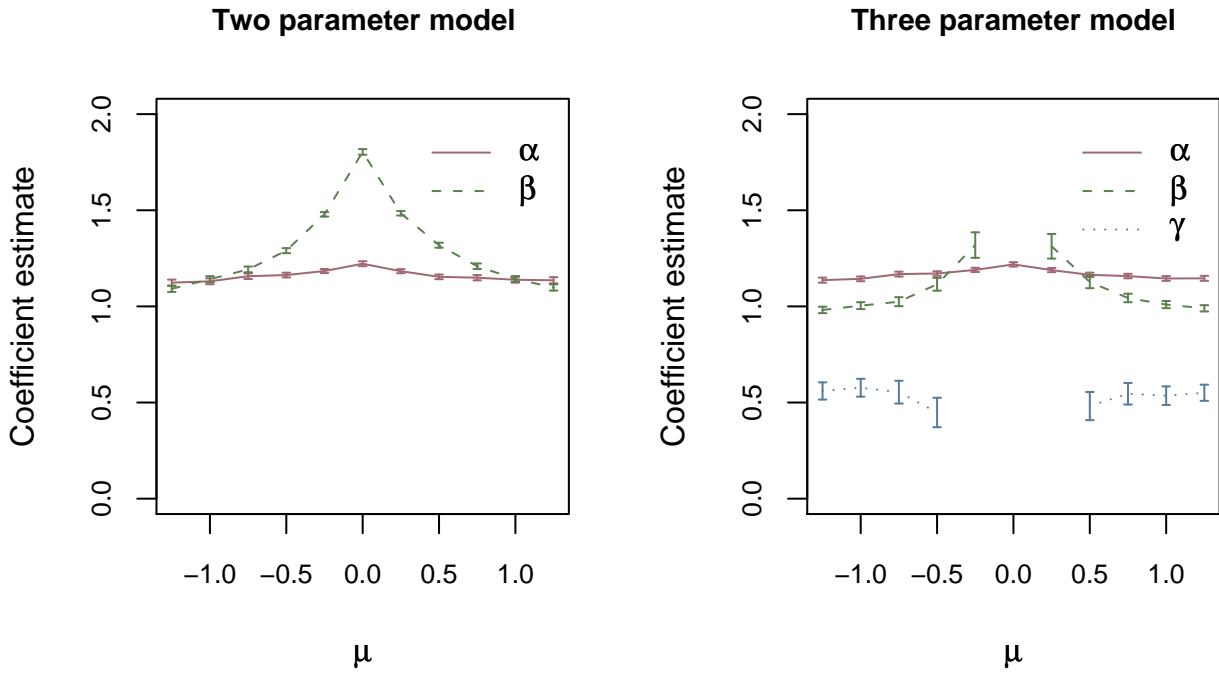 Two parameter model
Coefficient estimate
2.0
1.5
1.0
0.5
0.0
α
β
−1.0 −0.5 0.0 0.5 1.0
μ
Three parameter model
Coefficient estimate
2.0
1.5
1.0
0.5
0.0
α
β
γ
−1.0 −0.5 0.0 0.5 1.0
μ